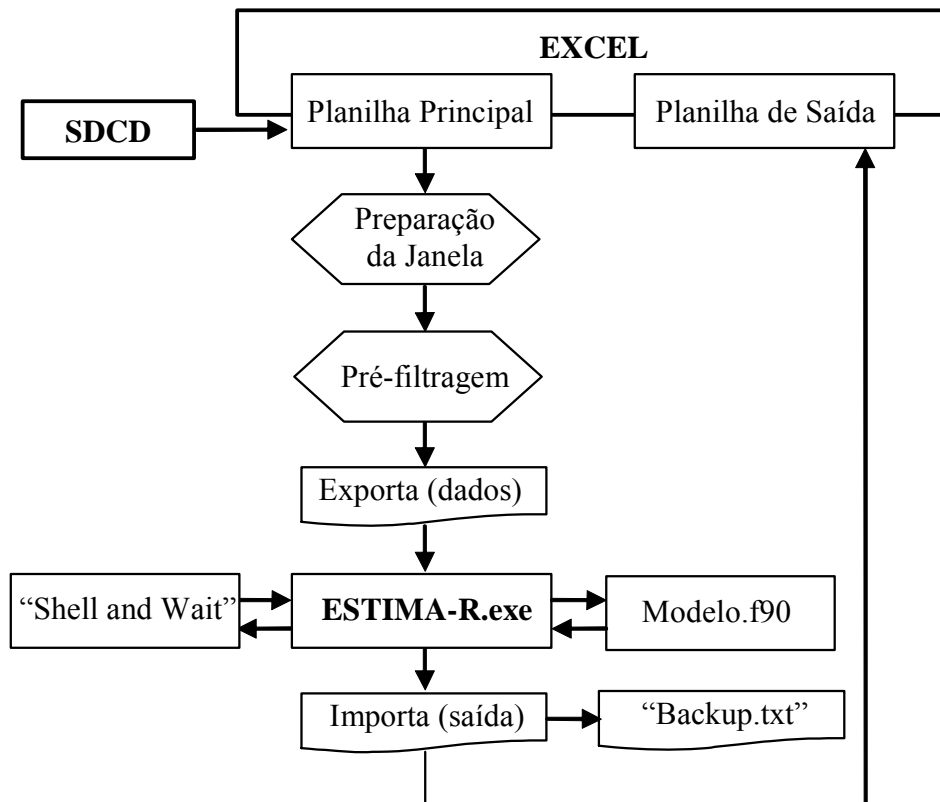 EXCEL
Planilha Principal
Planilha de Saída
SDCD
Preparação
da Janela
Pré-filtragem
Exporta (dados)
“Shell and Wait”
ESTIMA-R.exe
Modelo.f90
Importa (saída)
“Backup.txt”